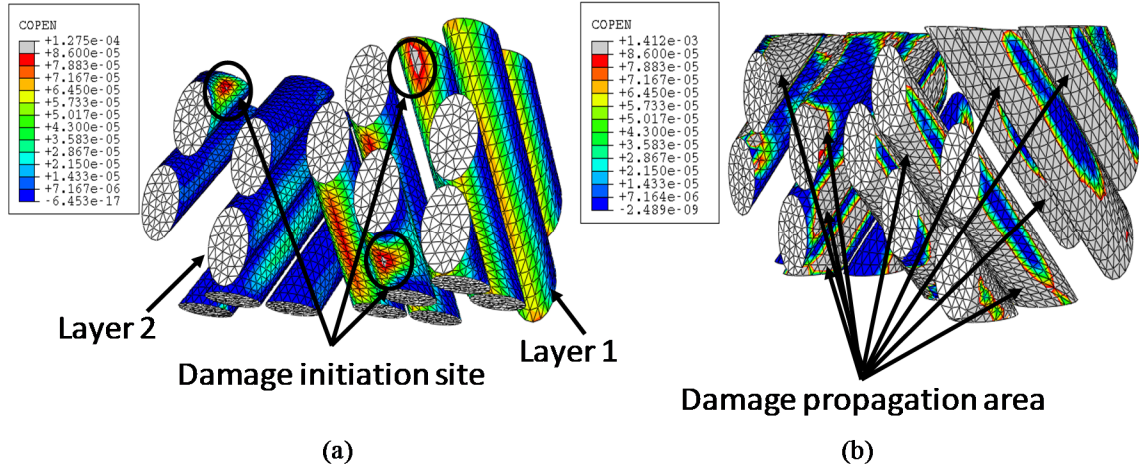 COPEN
+1.275e-04
+8.600e-05
+7.883e-05
+7.167e-05
+6.450e-05
+5.733e-05
+5.017e-05
+4.300e-05
+3.583e-05
+2.867e-05
+2.150e-05
+1.433e-05
+7.167e-06
-6.453e-17
Layer 2
Layer 1
Damage initiation site
(a)
COPEN
+1.412e-03
+8.600e-05
+7.883e-05
+7.167e-05
+6.450e-05
+5.733e-05
+5.017e-05
+4.300e-05
+3.583e-05
+2.867e-05
+2.150e-05
+1.433e-05
+7.164e-06
-2.489e-09
Damage propagation area
(b)